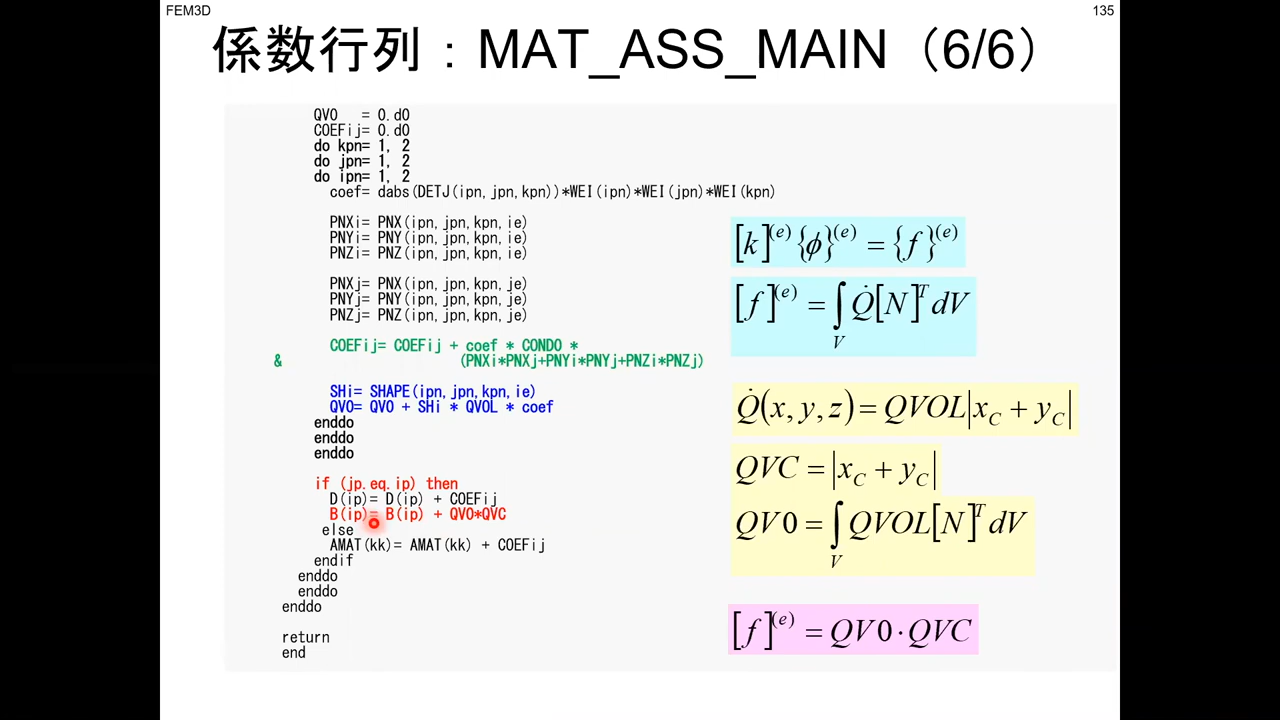 FEM3D
135
係数行列：MAT_ASS_MAIN（6/6）
QV0 = 0.d0
COEFij= 0.d0
do kpn= 1, 2
do jpn= 1, 2
do ipn= 1, 2
coef= dabs(DETJ(ipn,jpn,kpn))*WEI(ipn)*WEI(jpn)*WEI(kpn)
PNXi= PNX(ipn,jpn,kpn,ie)
PNYi= PNY(ipn,jpn,kpn,ie)
PNZi= PNZ(ipn,jpn,kpn,ie)
PNXj= PNX(ipn,jpn,kpn,je)
PNYj= PNY(ipn,jpn,kpn,je)
PNZj= PNZ(ipn,jpn,kpn,je)
COEFij= COEFij + coef * COND0 *
& (PNXi*PNXj+PNYi*PNYj+PNZi*PNZj)
SHi= SHAPE(ipn,jpn,kpn,ie)
QV0= QV0 + SHi * QVOL * coef
enddo
enddo
enddo
if (jp.eq.ip) then
D(ip)= D(ip) + COEFij
B(ip)= B(ip) + QV0*QVC
else
AMAT(kk)= AMAT(kk) + COEFij
endif
enddo
enddo
enddo
return
end
[k]^(e){ϕ}^(e) = {f}^(e)
[f]^(e) = ∫_V Q̇[N]^T dV
Q̇(x, y, z) = QVOL|x_C + y_C|
QVC = |x_C + y_C|
QV0 = ∫_V QVOL[N]^T dV
[f]^(e) = QV0·QVC